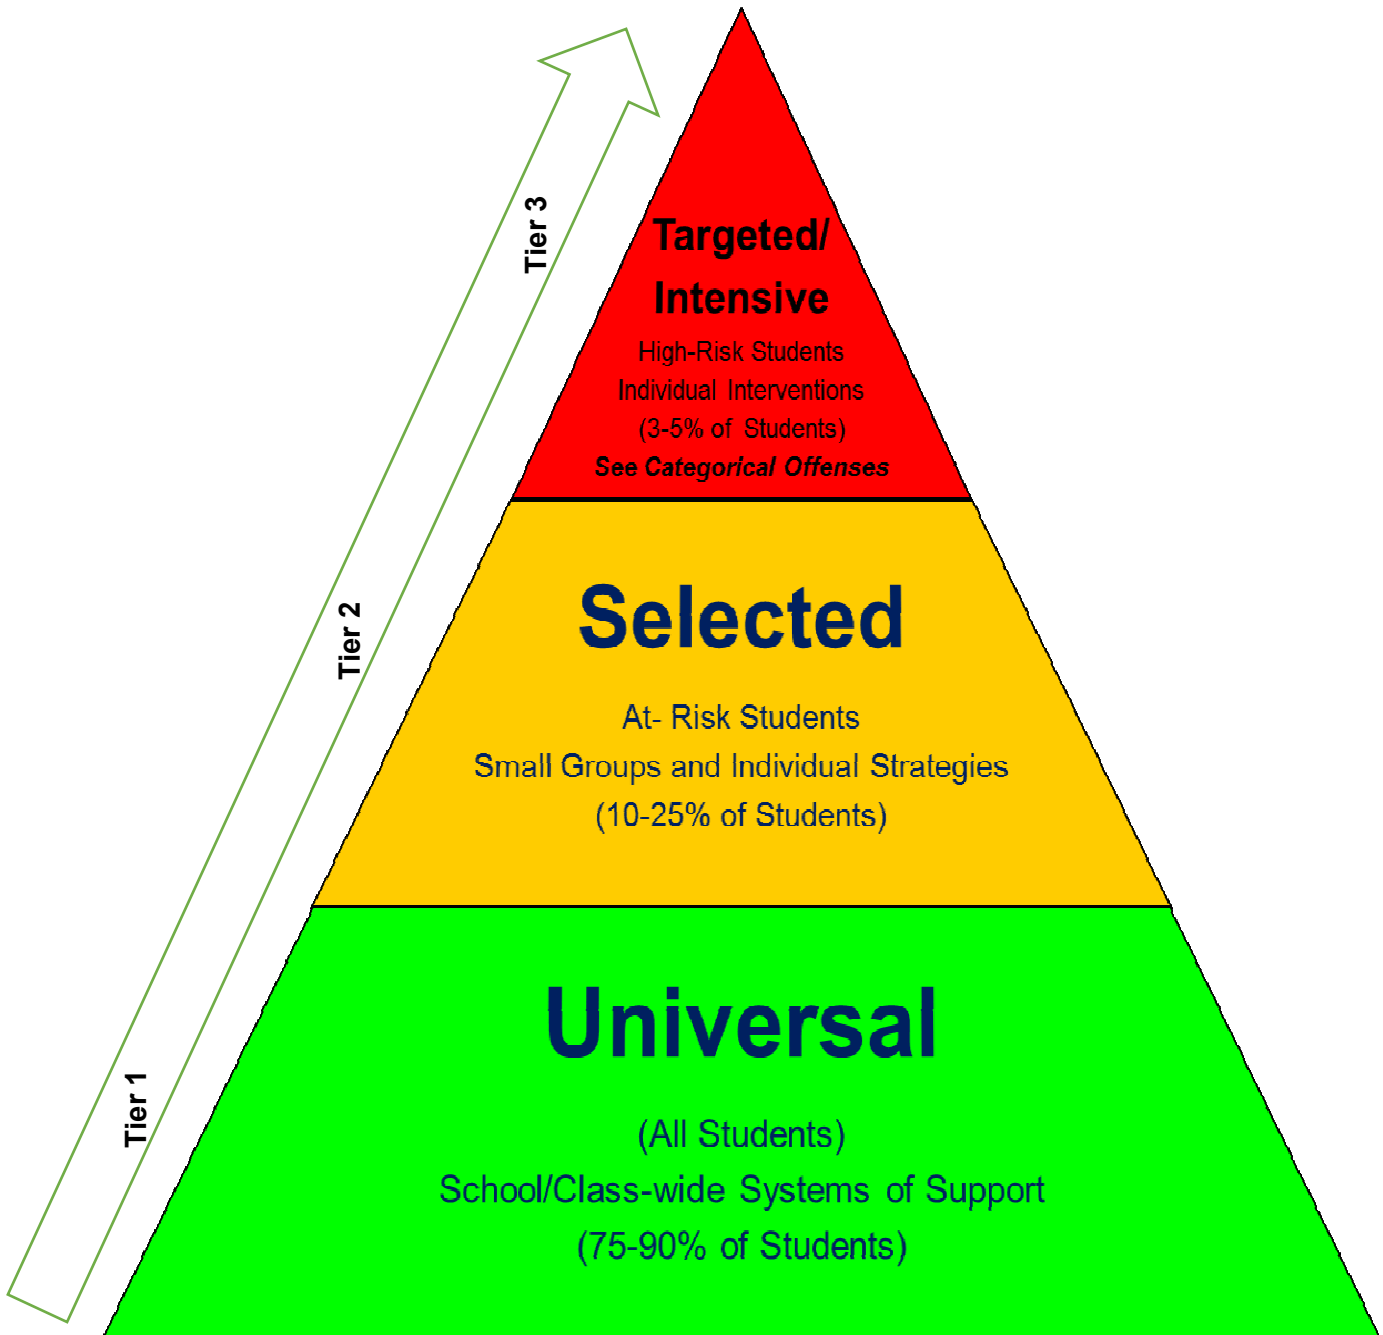 Tier 3
Targeted/
Intensive
High-Risk Students
Individual Interventions
(3-5% of Students)
See Categorical Offenses
Tier 2
Selected
At- Risk Students
Small Groups and Individual Strategies
(10-25% of Students)
Tier 1
Universal
(All Students)
School/Class-wide Systems of Support
(75-90% of Students)